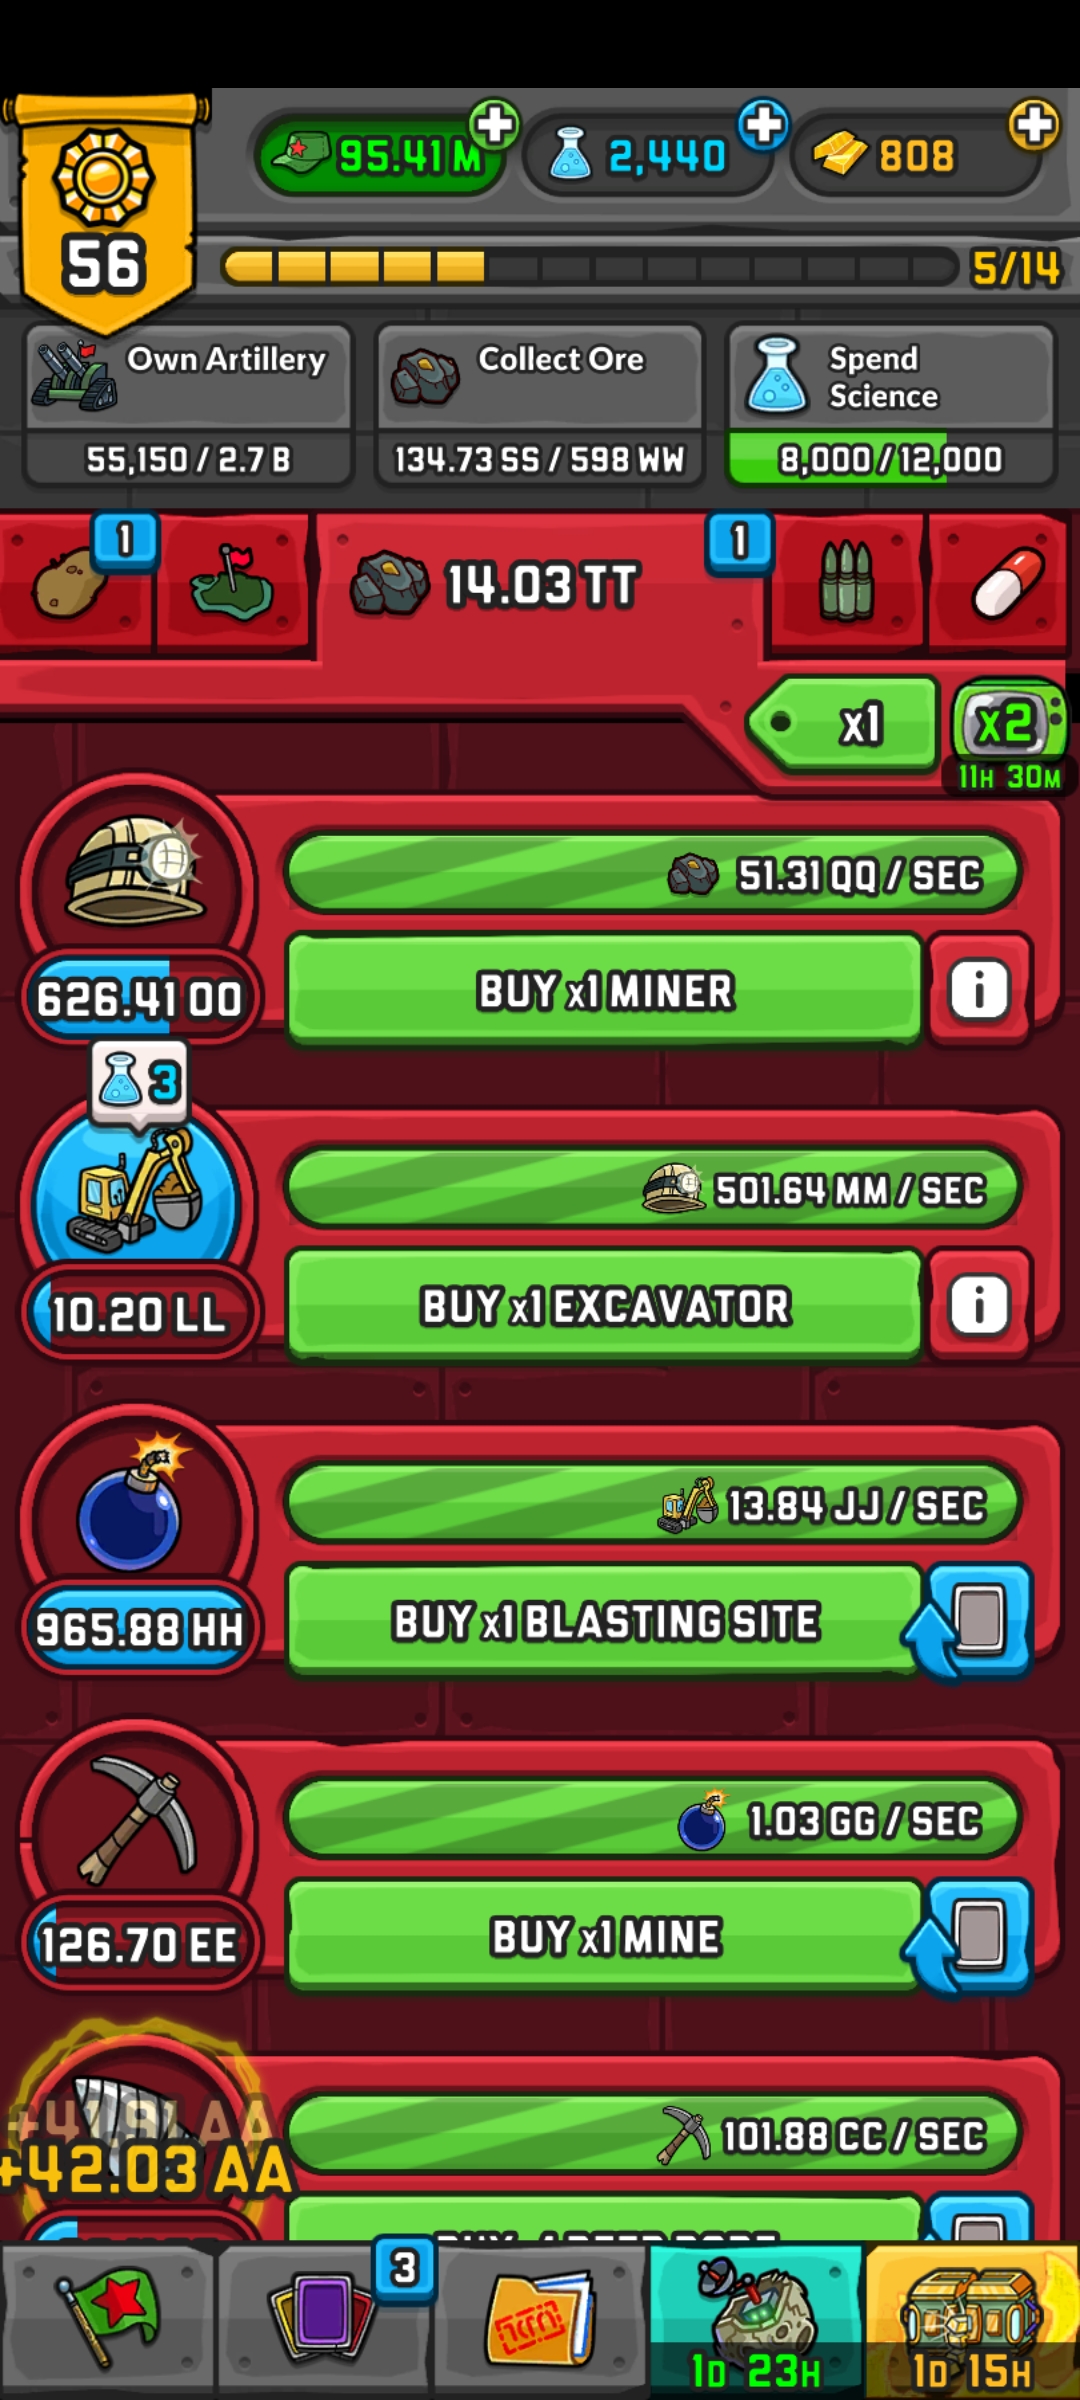 95.41 M
2,440
808
56
5/14
Own Artillery
Collect Ore
Spend
Science
55,150 / 2.7 B
134.73 SS / 598 WW
8,000 / 12,000
1
14.03 TT
1
x1
x2
11H 30M
51.31 QQ / SEC
626.41 OO
BUY x1 MINER
i
3
501.64 MM / SEC
10.20 LL
BUY x1 EXCAVATOR
i
13.84 JJ / SEC
965.88 HH
BUY x1 BLASTING SITE
1.03 GG / SEC
126.70 EE
BUY x1 MINE
+41.91 AA
+42.03 AA
101.88 CC / SEC
3
1D 23H
1D 15H